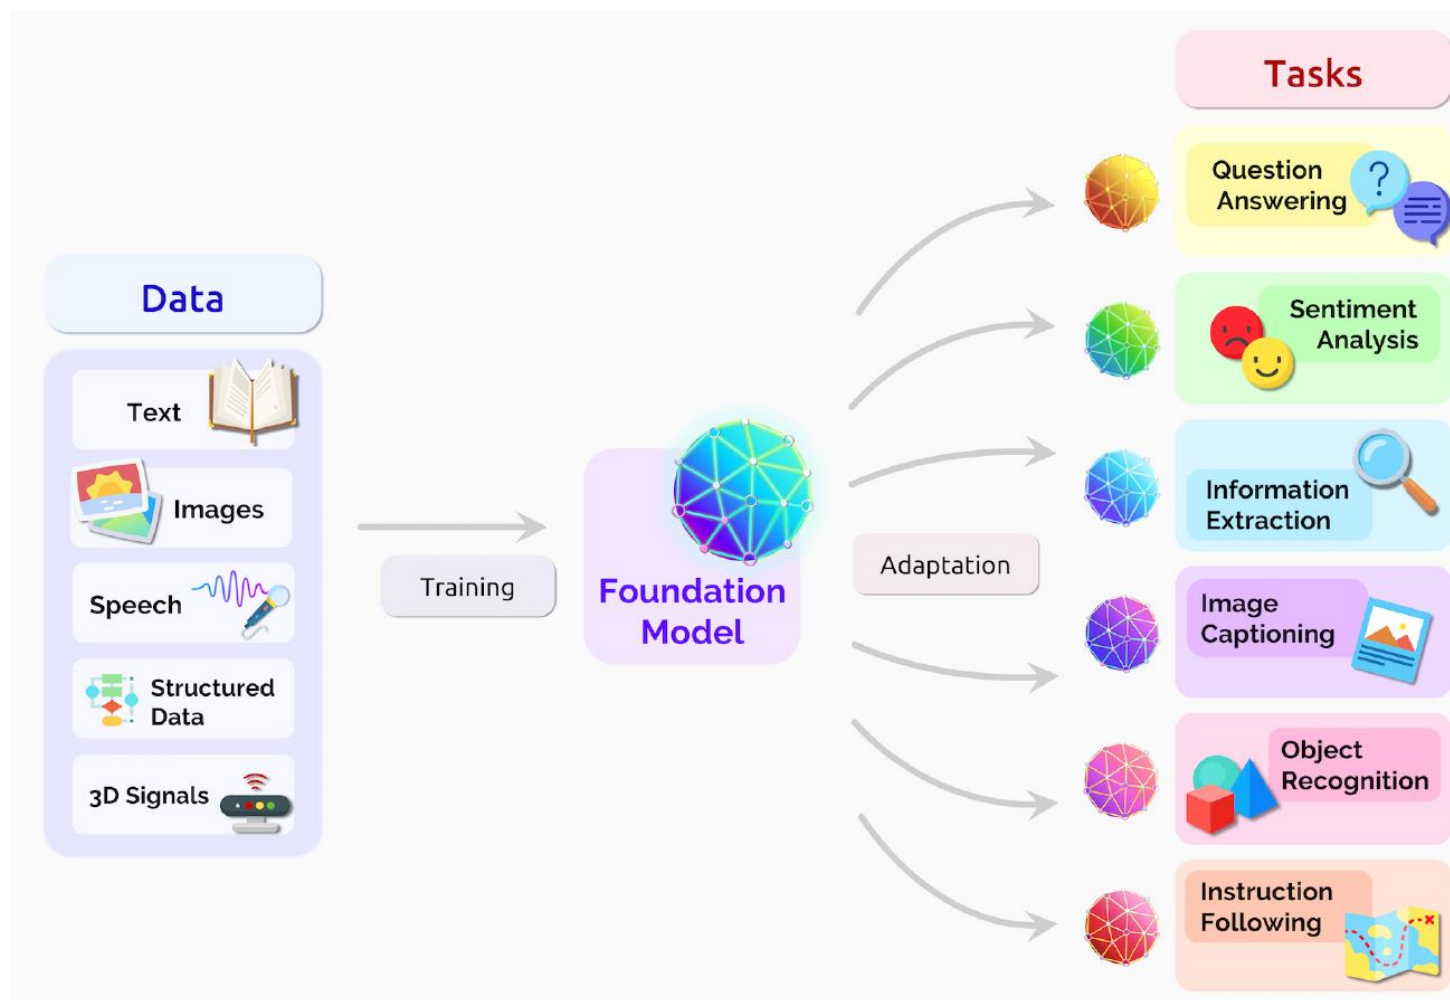 Data
Text
Images
Speech
Structured
Data
3D Signals
Training
Foundation
Model
Adaptation
Tasks
Question
Answering
Sentiment
Analysis
Information
Extraction
Image
Captioning
Object
Recognition
Instruction
Following